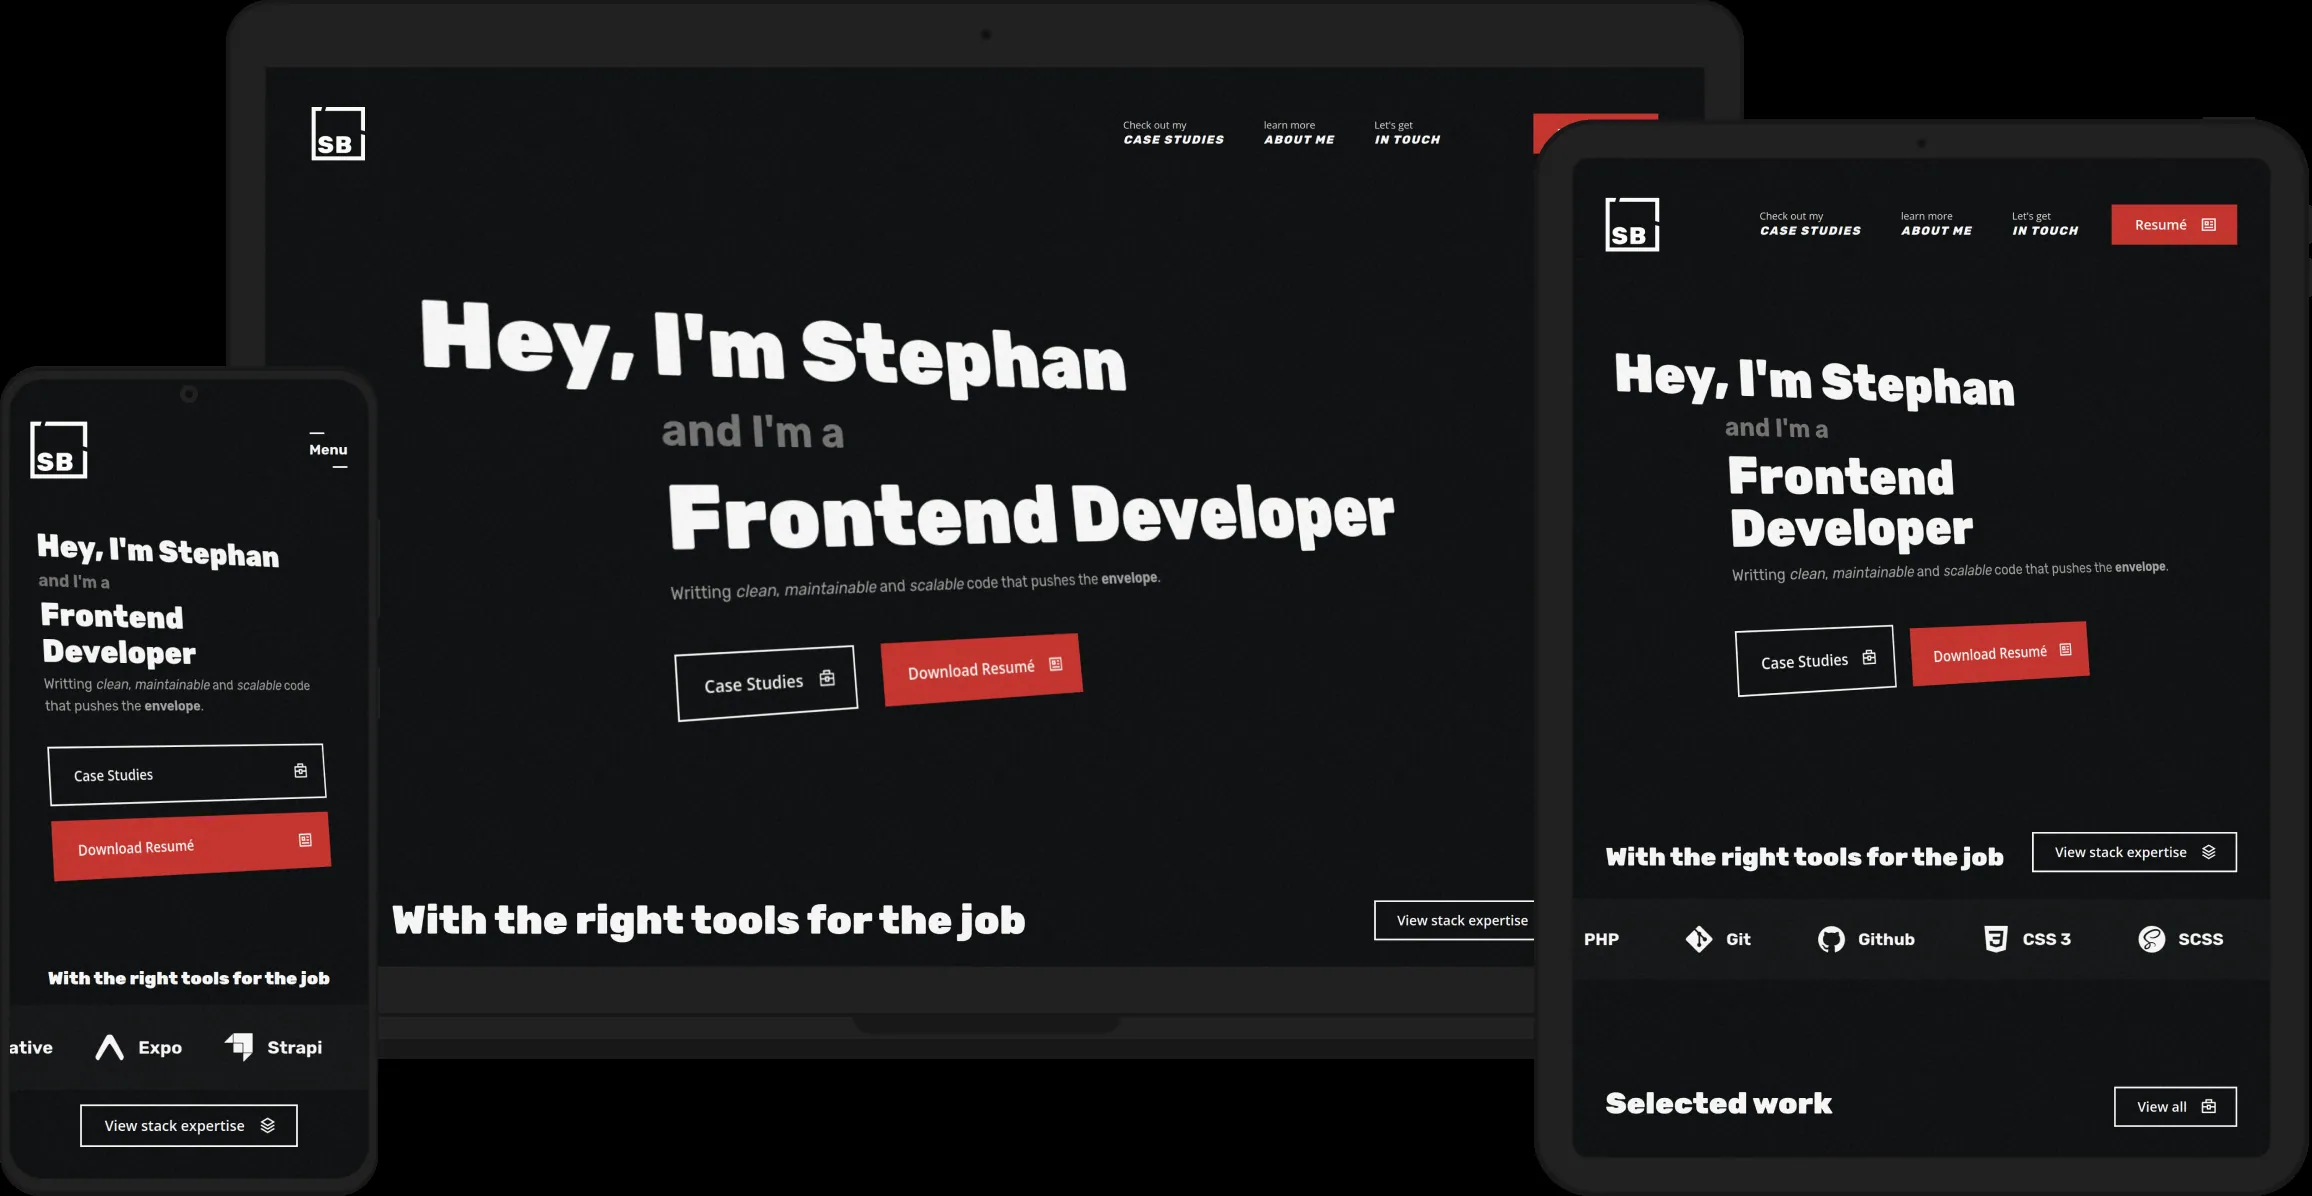 SB
Check out my
CASE STUDIES
learn more
ABOUT ME
Let's get
IN TOUCH
Hey, I'm Stephan
and I'm a
Frontend Developer
Writting clean, maintainable and scalable code that pushes the envelope.
Case Studies
Download Resumé
With the right tools for the job
View stack expertise
SB
Menu
Hey, I'm Stephan
and I'm a
Frontend
Developer
Writting clean, maintainable and scalable code
that pushes the envelope.
Case Studies
Download Resumé
With the right tools for the job
ative
Expo
Strapi
View stack expertise
SB
Check out my
CASE STUDIES
learn more
ABOUT ME
Let's get
IN TOUCH
Resumé
Hey, I'm Stephan
and I'm a
Frontend
Developer
Writting clean, maintainable and scalable code that pushes the envelope.
Case Studies
Download Resumé
With the right tools for the job
View stack expertise
PHP
Git
Github
CSS 3
SCSS
Selected work
View all